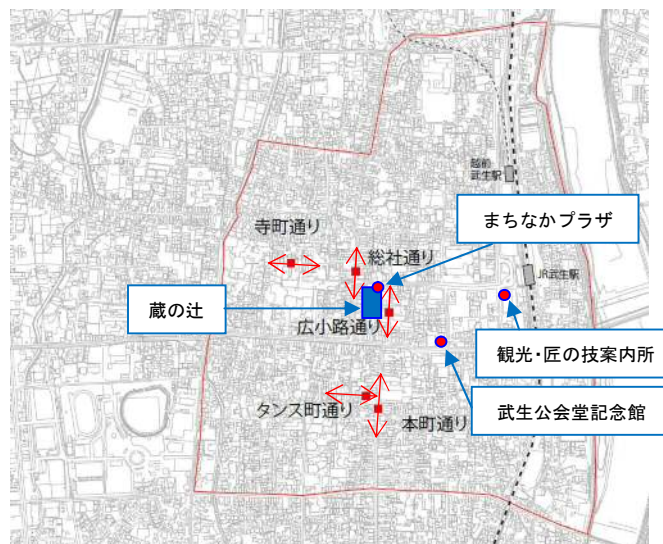 越前
武生駅
まちなかプラザ
寺町通り
総社通り
JR武生駅
蔵の辻
広小路通り
観光・匠の技案内所
タンス町通り
本町通り
武生公会堂記念館